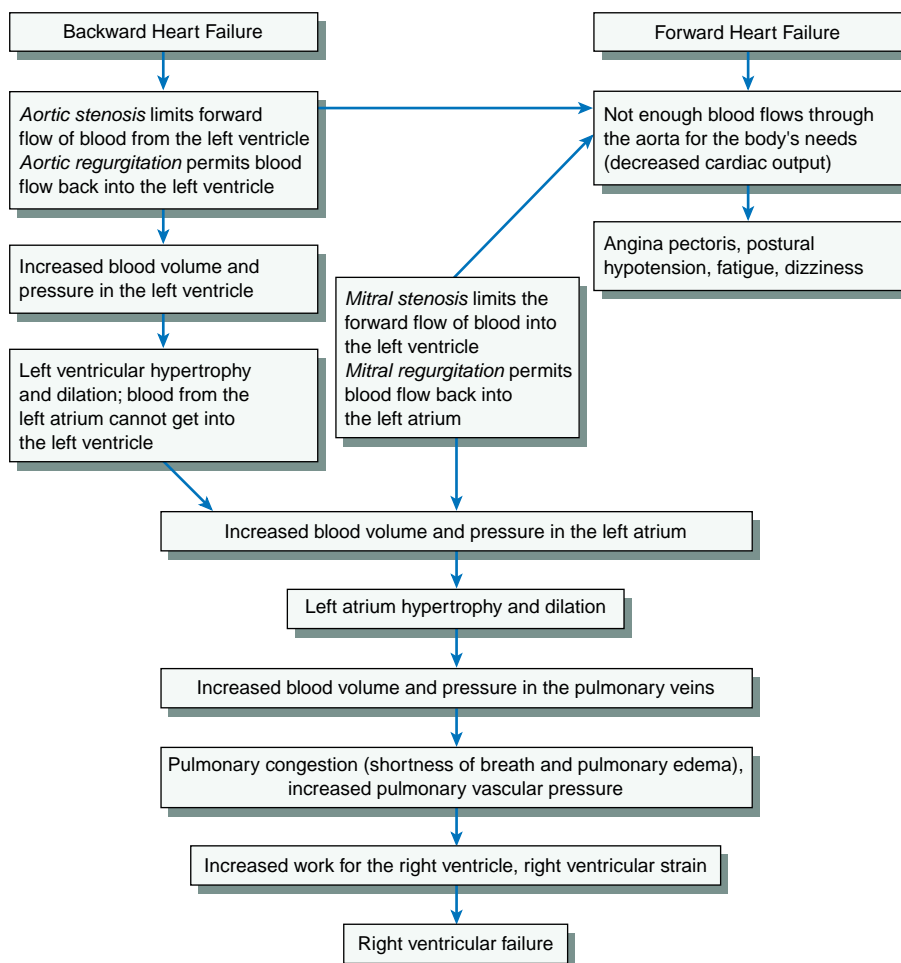 Backward Heart Failure
Forward Heart Failure
Aortic stenosis limits forward
flow of blood from the left ventricle
Aortic regurgitation permits blood
flow back into the left ventricle
Not enough blood flows through
the aorta for the body's needs
(decreased cardiac output)
Increased blood volume and
pressure in the left ventricle
Angina pectoris, postural
hypotension, fatigue, dizziness
Mitral stenosis limits the
forward flow of blood into
the left ventricle
Mitral regurgitation permits
blood flow back into
the left atrium
Left ventricular hypertrophy
and dilation; blood from the
left atrium cannot get into
the left ventricle
Increased blood volume and pressure in the left atrium
Left atrium hypertrophy and dilation
Increased blood volume and pressure in the pulmonary veins
Pulmonary congestion (shortness of breath and pulmonary edema),
increased pulmonary vascular pressure
Increased work for the right ventricle, right ventricular strain
Right ventricular failure